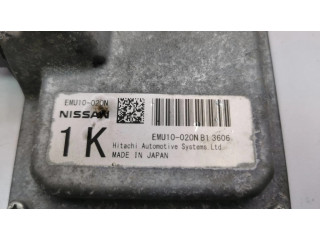 EMU10-020N
NISSAN
1K
EMU10-020N B1 3606
Hitachi Automotive Systems, Ltd.
MADE IN JAPAN